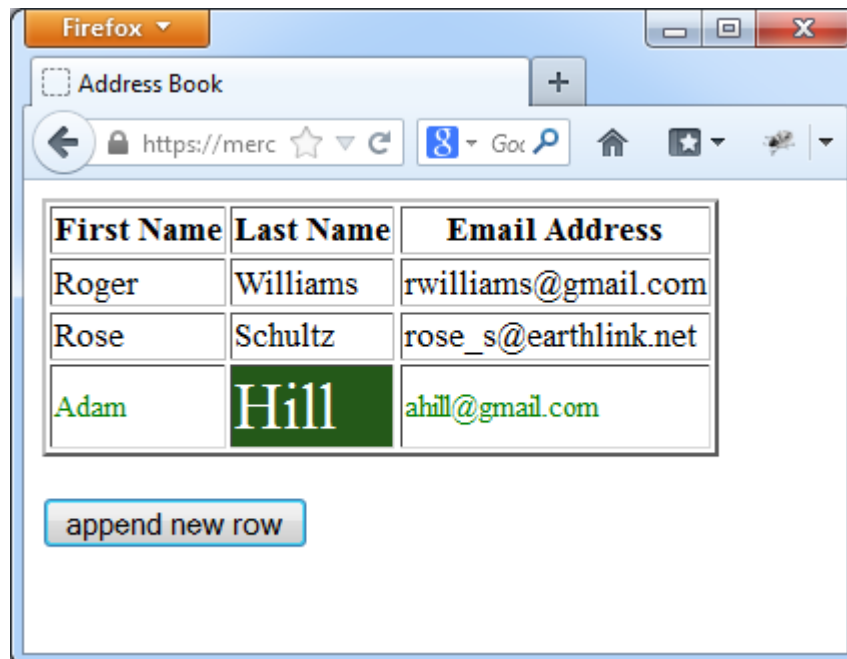 Firefox
Address Book +
https://merc 8 Goo
First Name Last Name Email Address
Roger Williams rwilliams@gmail.com
Rose Schultz rose_s@earthlink.net
Adam Hill ahill@gmail.com
append new row